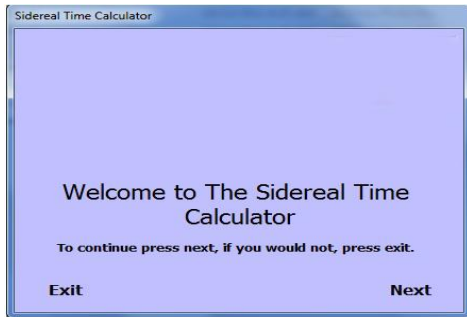 Sidereal Time Calculator
Welcome to The Sidereal Time
Calculator
To continue press next, if you would not, press exit.
Exit Next